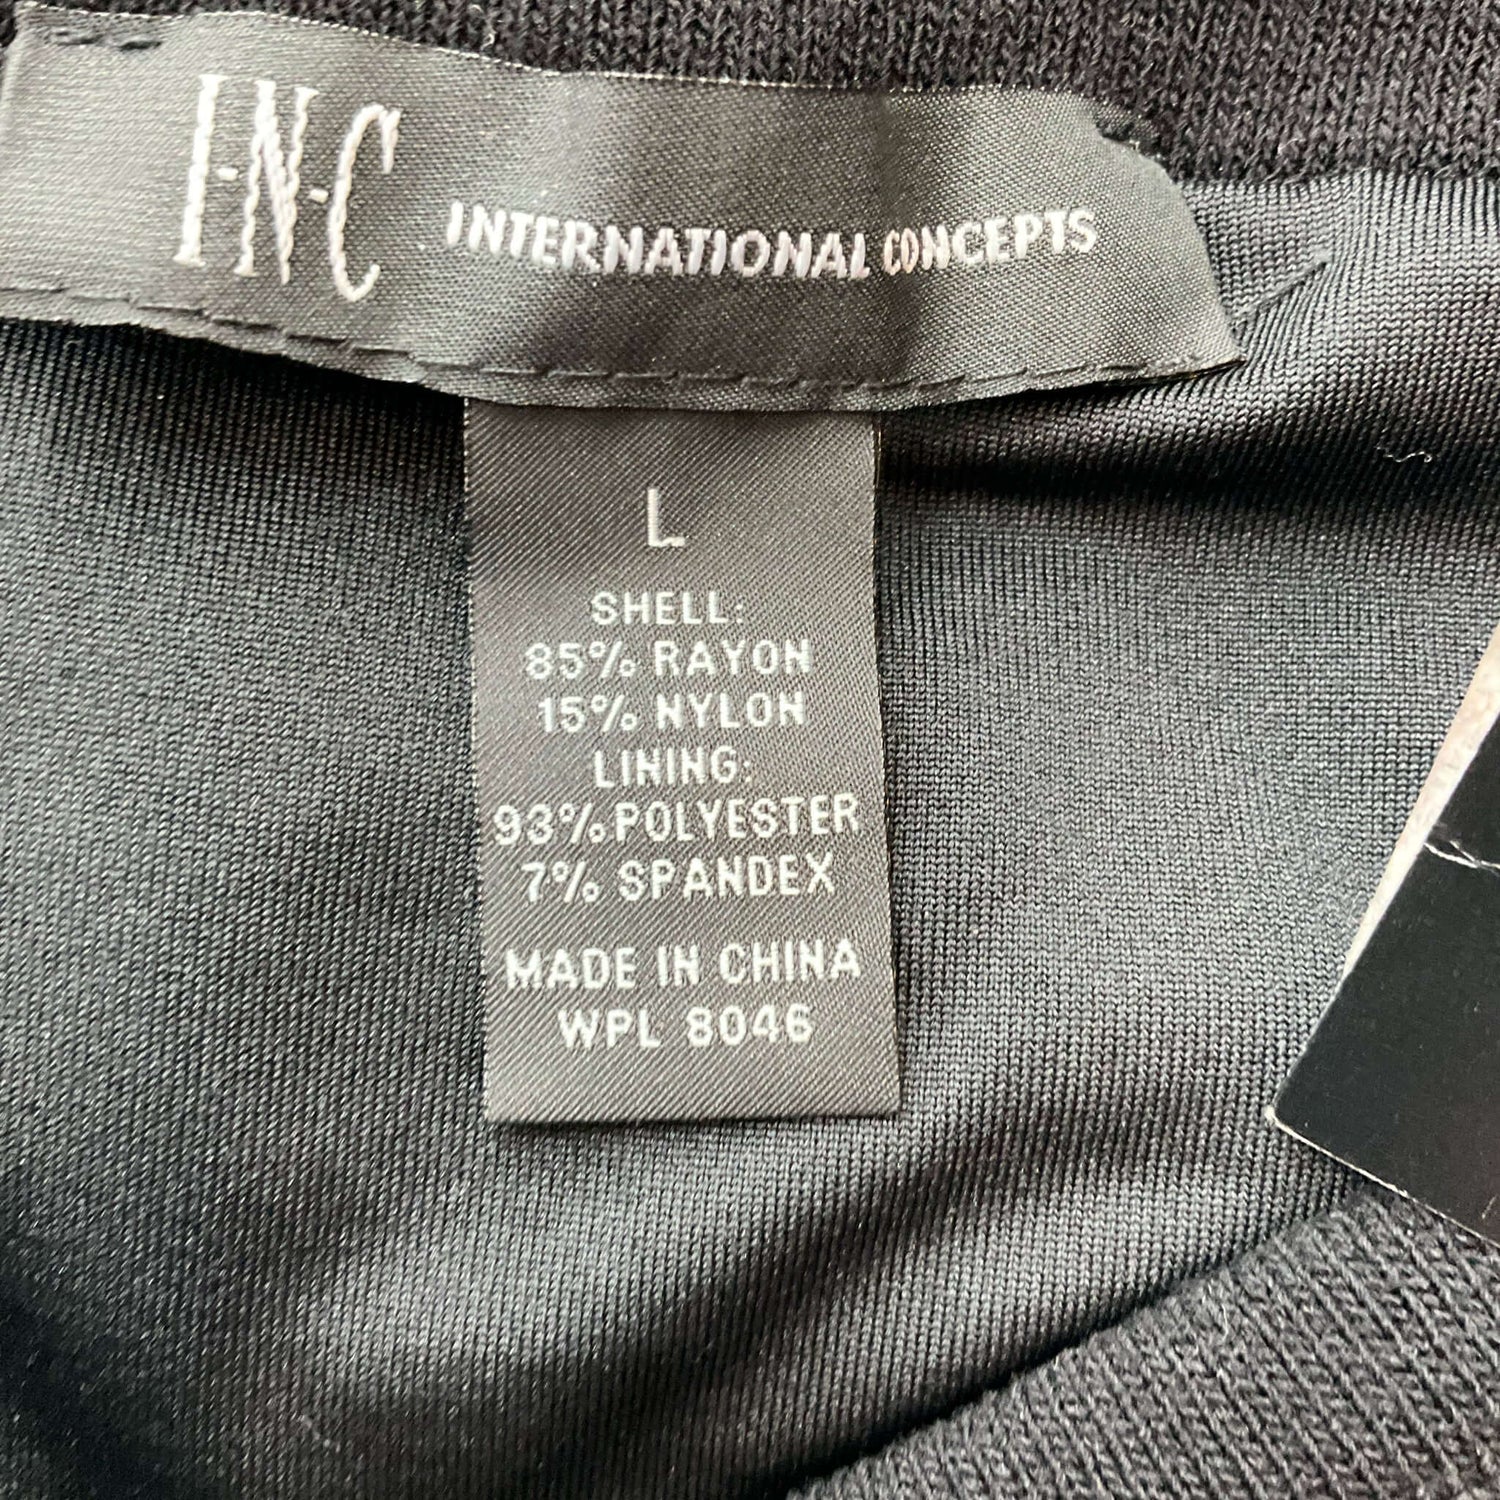 I-N-C INTERNATIONAL CONCEPTS
L
SHELL:
85% RAYON
15% NYLON
LINING:
93% POLYESTER
7% SPANDEX
MADE IN CHINA
WPL 8046